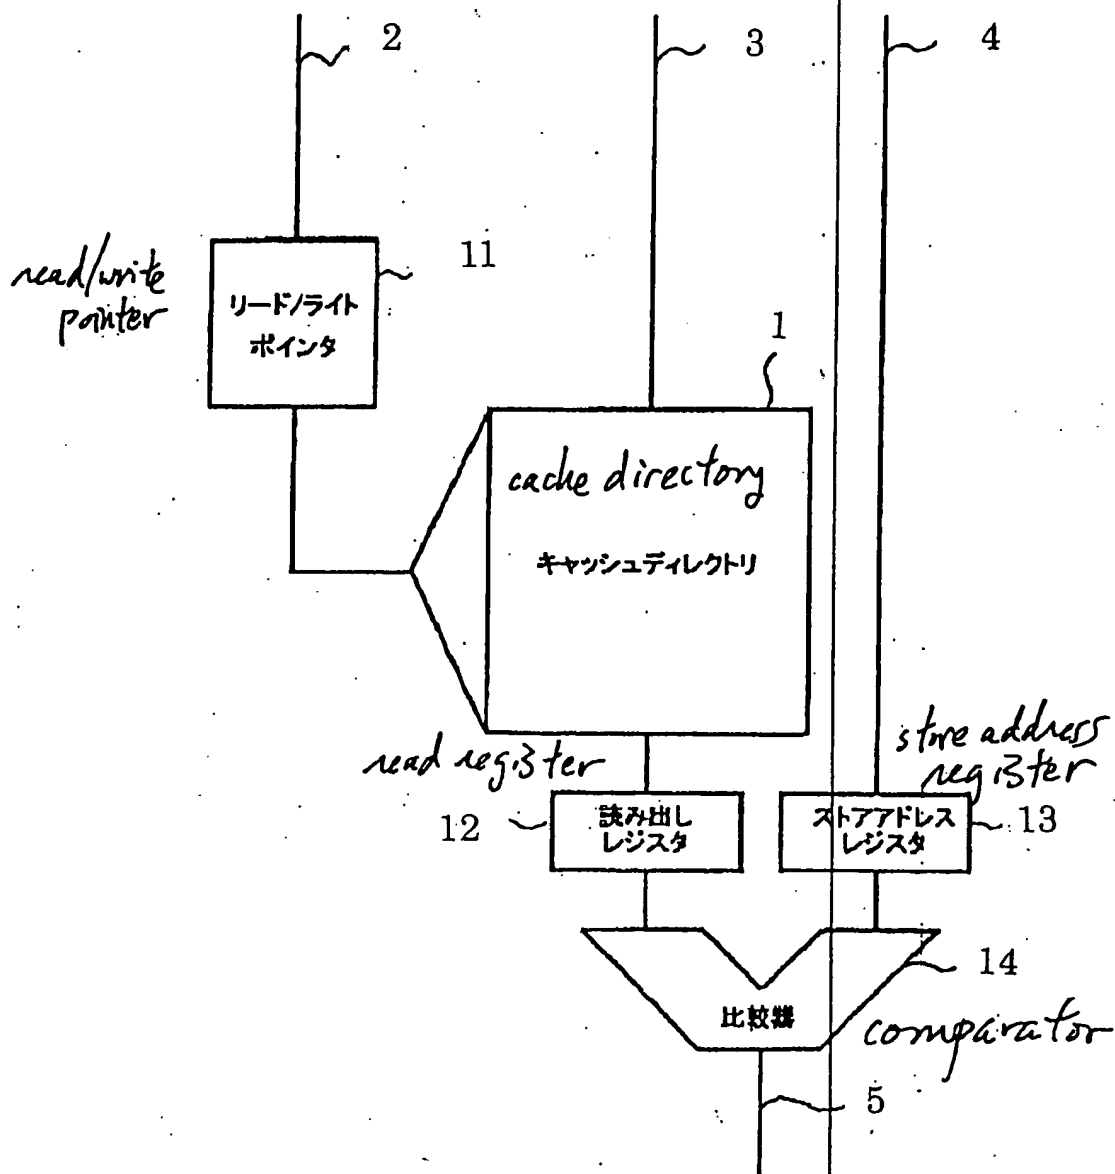 2
3
4
11
read/write
pointer
リード/ライト
ポインタ
1
cache directory
キャッシュディレクトリ
read register
store address
register
12
読み出し
レジスタ
ストアアドレス
レジスタ
13
14
比較器
comparator
5